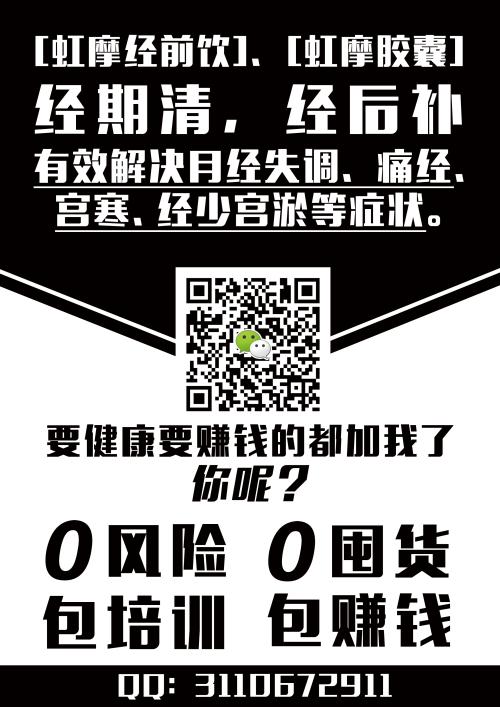 [虹摩经前饮]、[虹摩胶囊]
经期清，经后补
有效解决月经失调、痛经、
宫寒、经少宫淤等症状。
要健康要赚钱的都加我了
你呢？
0风险 0囤货
包培训 包赚钱
QQ：3110672911